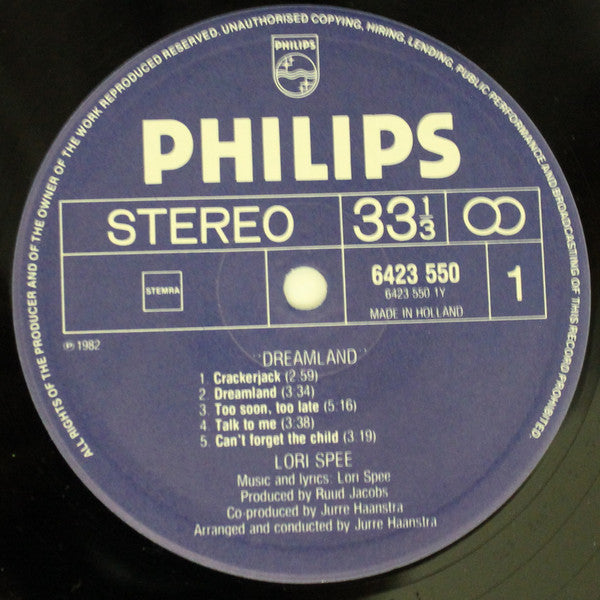 ALL RIGHTS OF THE PRODUCER AND OF THE OWNER OF THE WORK REPRODUCED RESERVED. UNAUTHORISED COPYING, HIRING, LENDING, PUBLIC PERFORMANCE AND BROADCASTING OF THIS RECORD PROHIBITED.
PHILIPS
PHILIPS
STEREO
33 1/3
STEMRA
6423 550
6423 550 1Y
MADE IN HOLLAND
1
℗ 1982
"DREAMLAND"
1. Crackerjack (2:59)
2. Dreamland (3:34)
3. Too soon, too late (5:16)
4. Talk to me (3:38)
5. Can't forget the child (3:19)
LORI SPEE
Music and lyrics: Lori Spee
Produced by Ruud Jacobs
Co-produced by Jurre Haanstra
Arranged and conducted by Jurre Haanstra